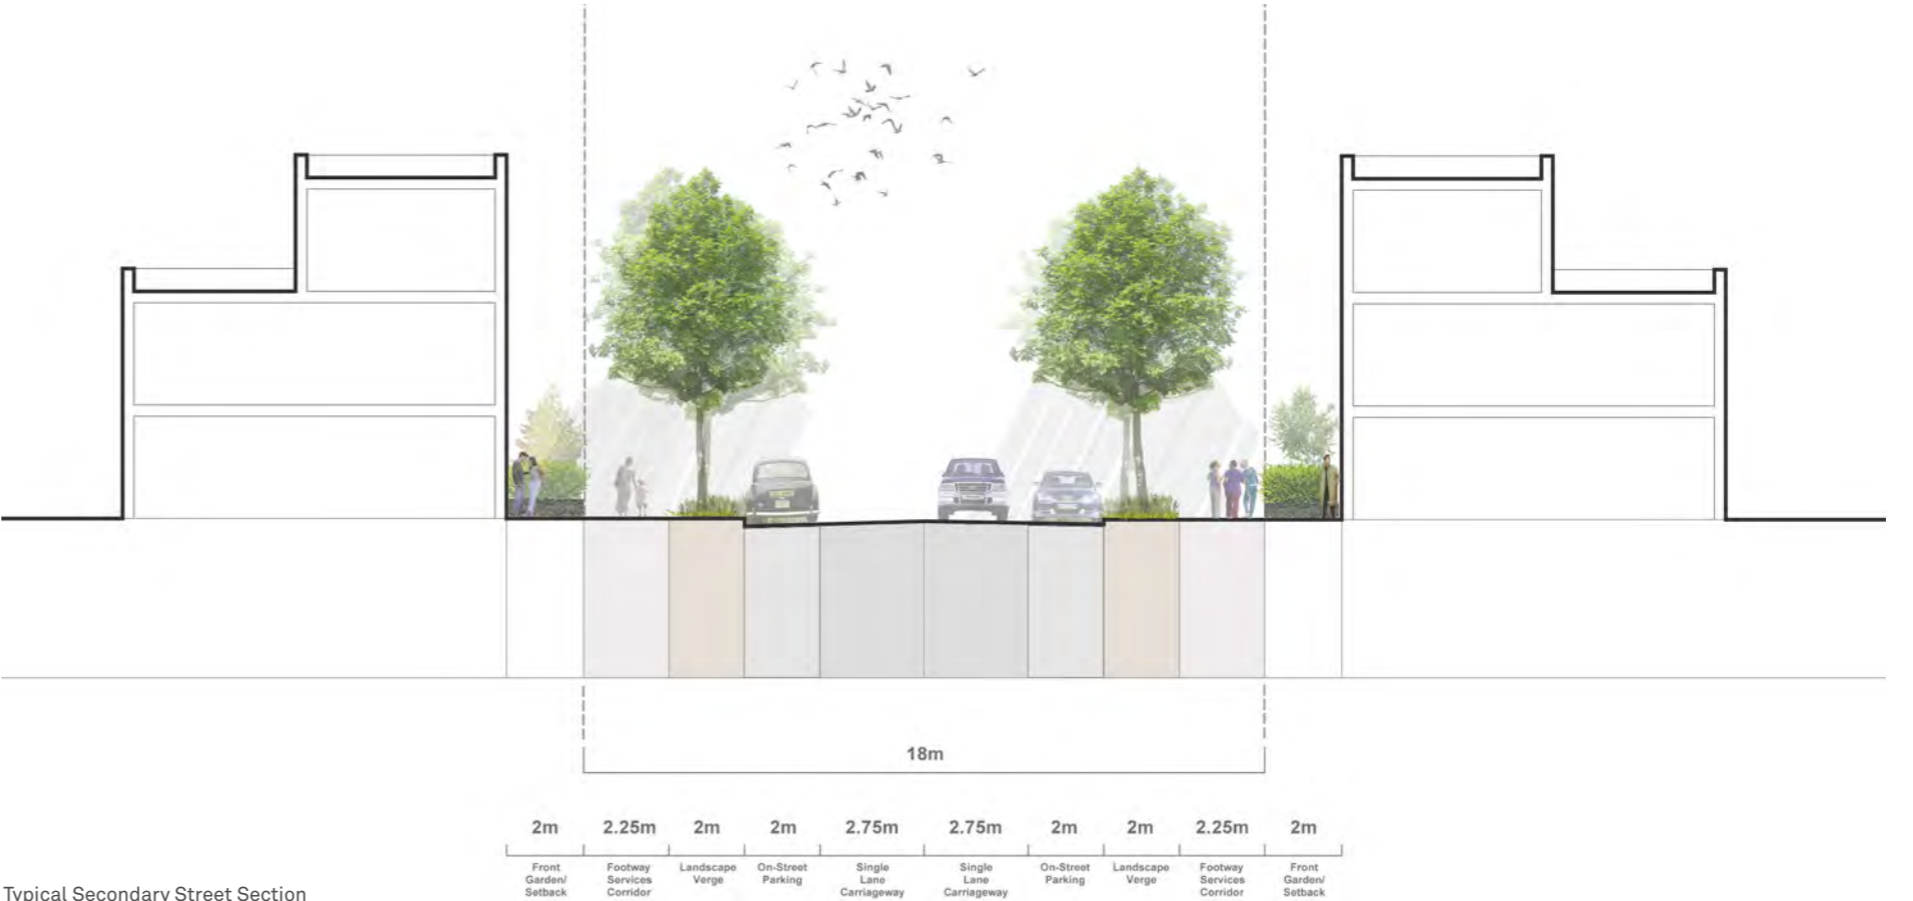 18m
2m 2.25m 2m 2m 2.75m 2.75m 2m 2m 2.25m 2m
Front Footway Landscape On-Street Single Single On-Street Landscape Footway Front
Garden/ Services Verge Parking Lane Lane Parking Verge Services Garden/
Setback Corridor Carriageway Carriageway Corridor Setback
Typical Secondary Street Section